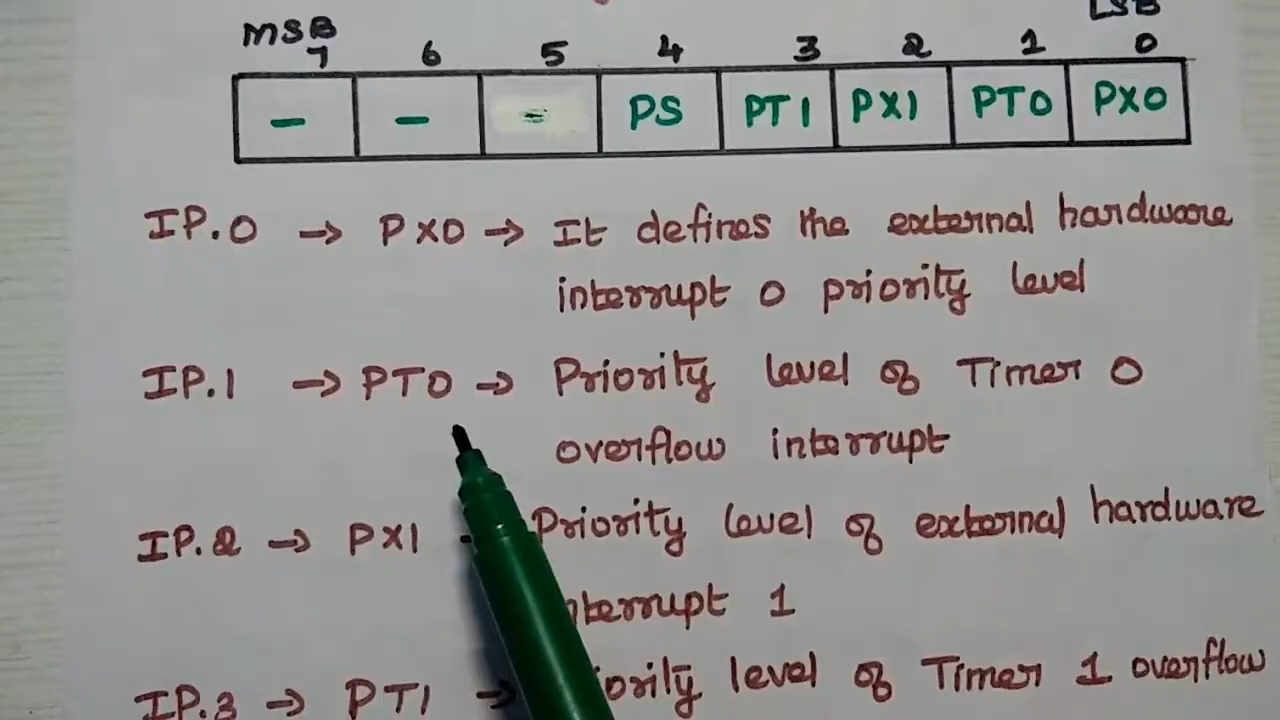 MSB LSB
7 6 5 4 3 2 1 0
- - - PS PT1 PX1 PT0 PX0
IP.0 → PX0 → It defines the external hardware
interrupt 0 priority level
IP.1 → PT0 → Priority level of Timer 0
overflow interrupt
IP.2 → PX1 - Priority level of external hardware
interrupt 1
IP.3 → PT1 → Priority level of Timer 1 overflow